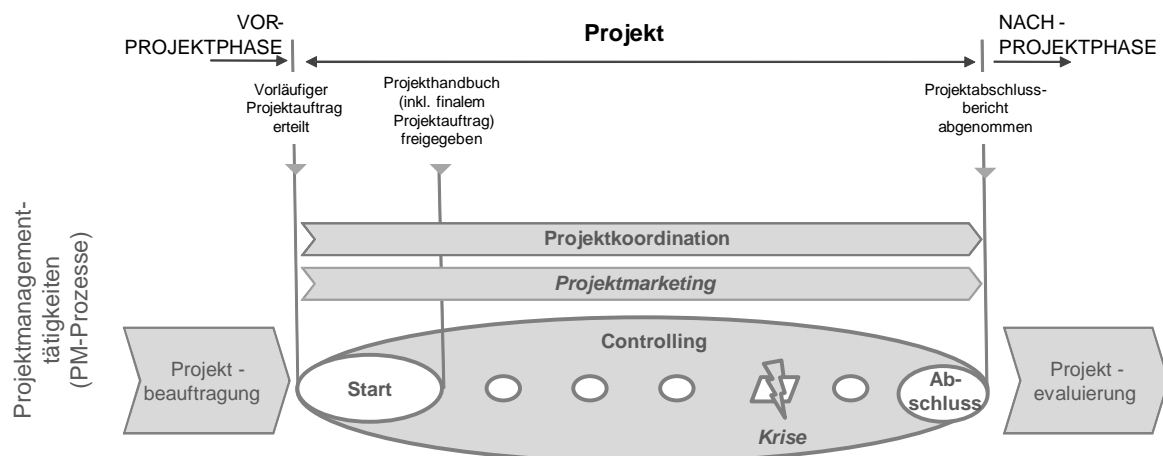 VOR-
PROJEKTPHASE
Projekt
NACH -
PROJEKTPHASE
Vorläufiger
Projektauftrag
erteilt
Projekthandbuch
(inkl. finalem
Projektauftrag)
freigegeben
Projektabschluss-
bericht
abgenommen
Projektmanagement-
tätigkeiten
(PM-Prozesse)
Projektkoordination
Projektmarketing
Controlling
Projekt -
beauftragung
Start
Krise
Ab-
schluss
Projekt -
evaluierung